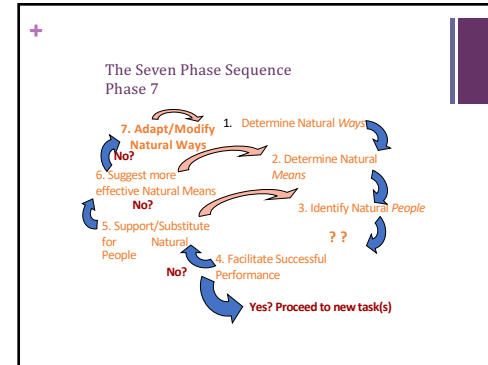 +
The Seven Phase Sequence
Phase 7
7. Adapt/Modify
Natural Ways
No?
1. Determine Natural Ways
2. Determine Natural
Means
6. Suggest more
effective Natural Means
No?
3. Identify Natural People
5. Support/Substitute
for Natural
People
? ?
No?
4. Facilitate Successful
Performance
Yes? Proceed to new task(s)